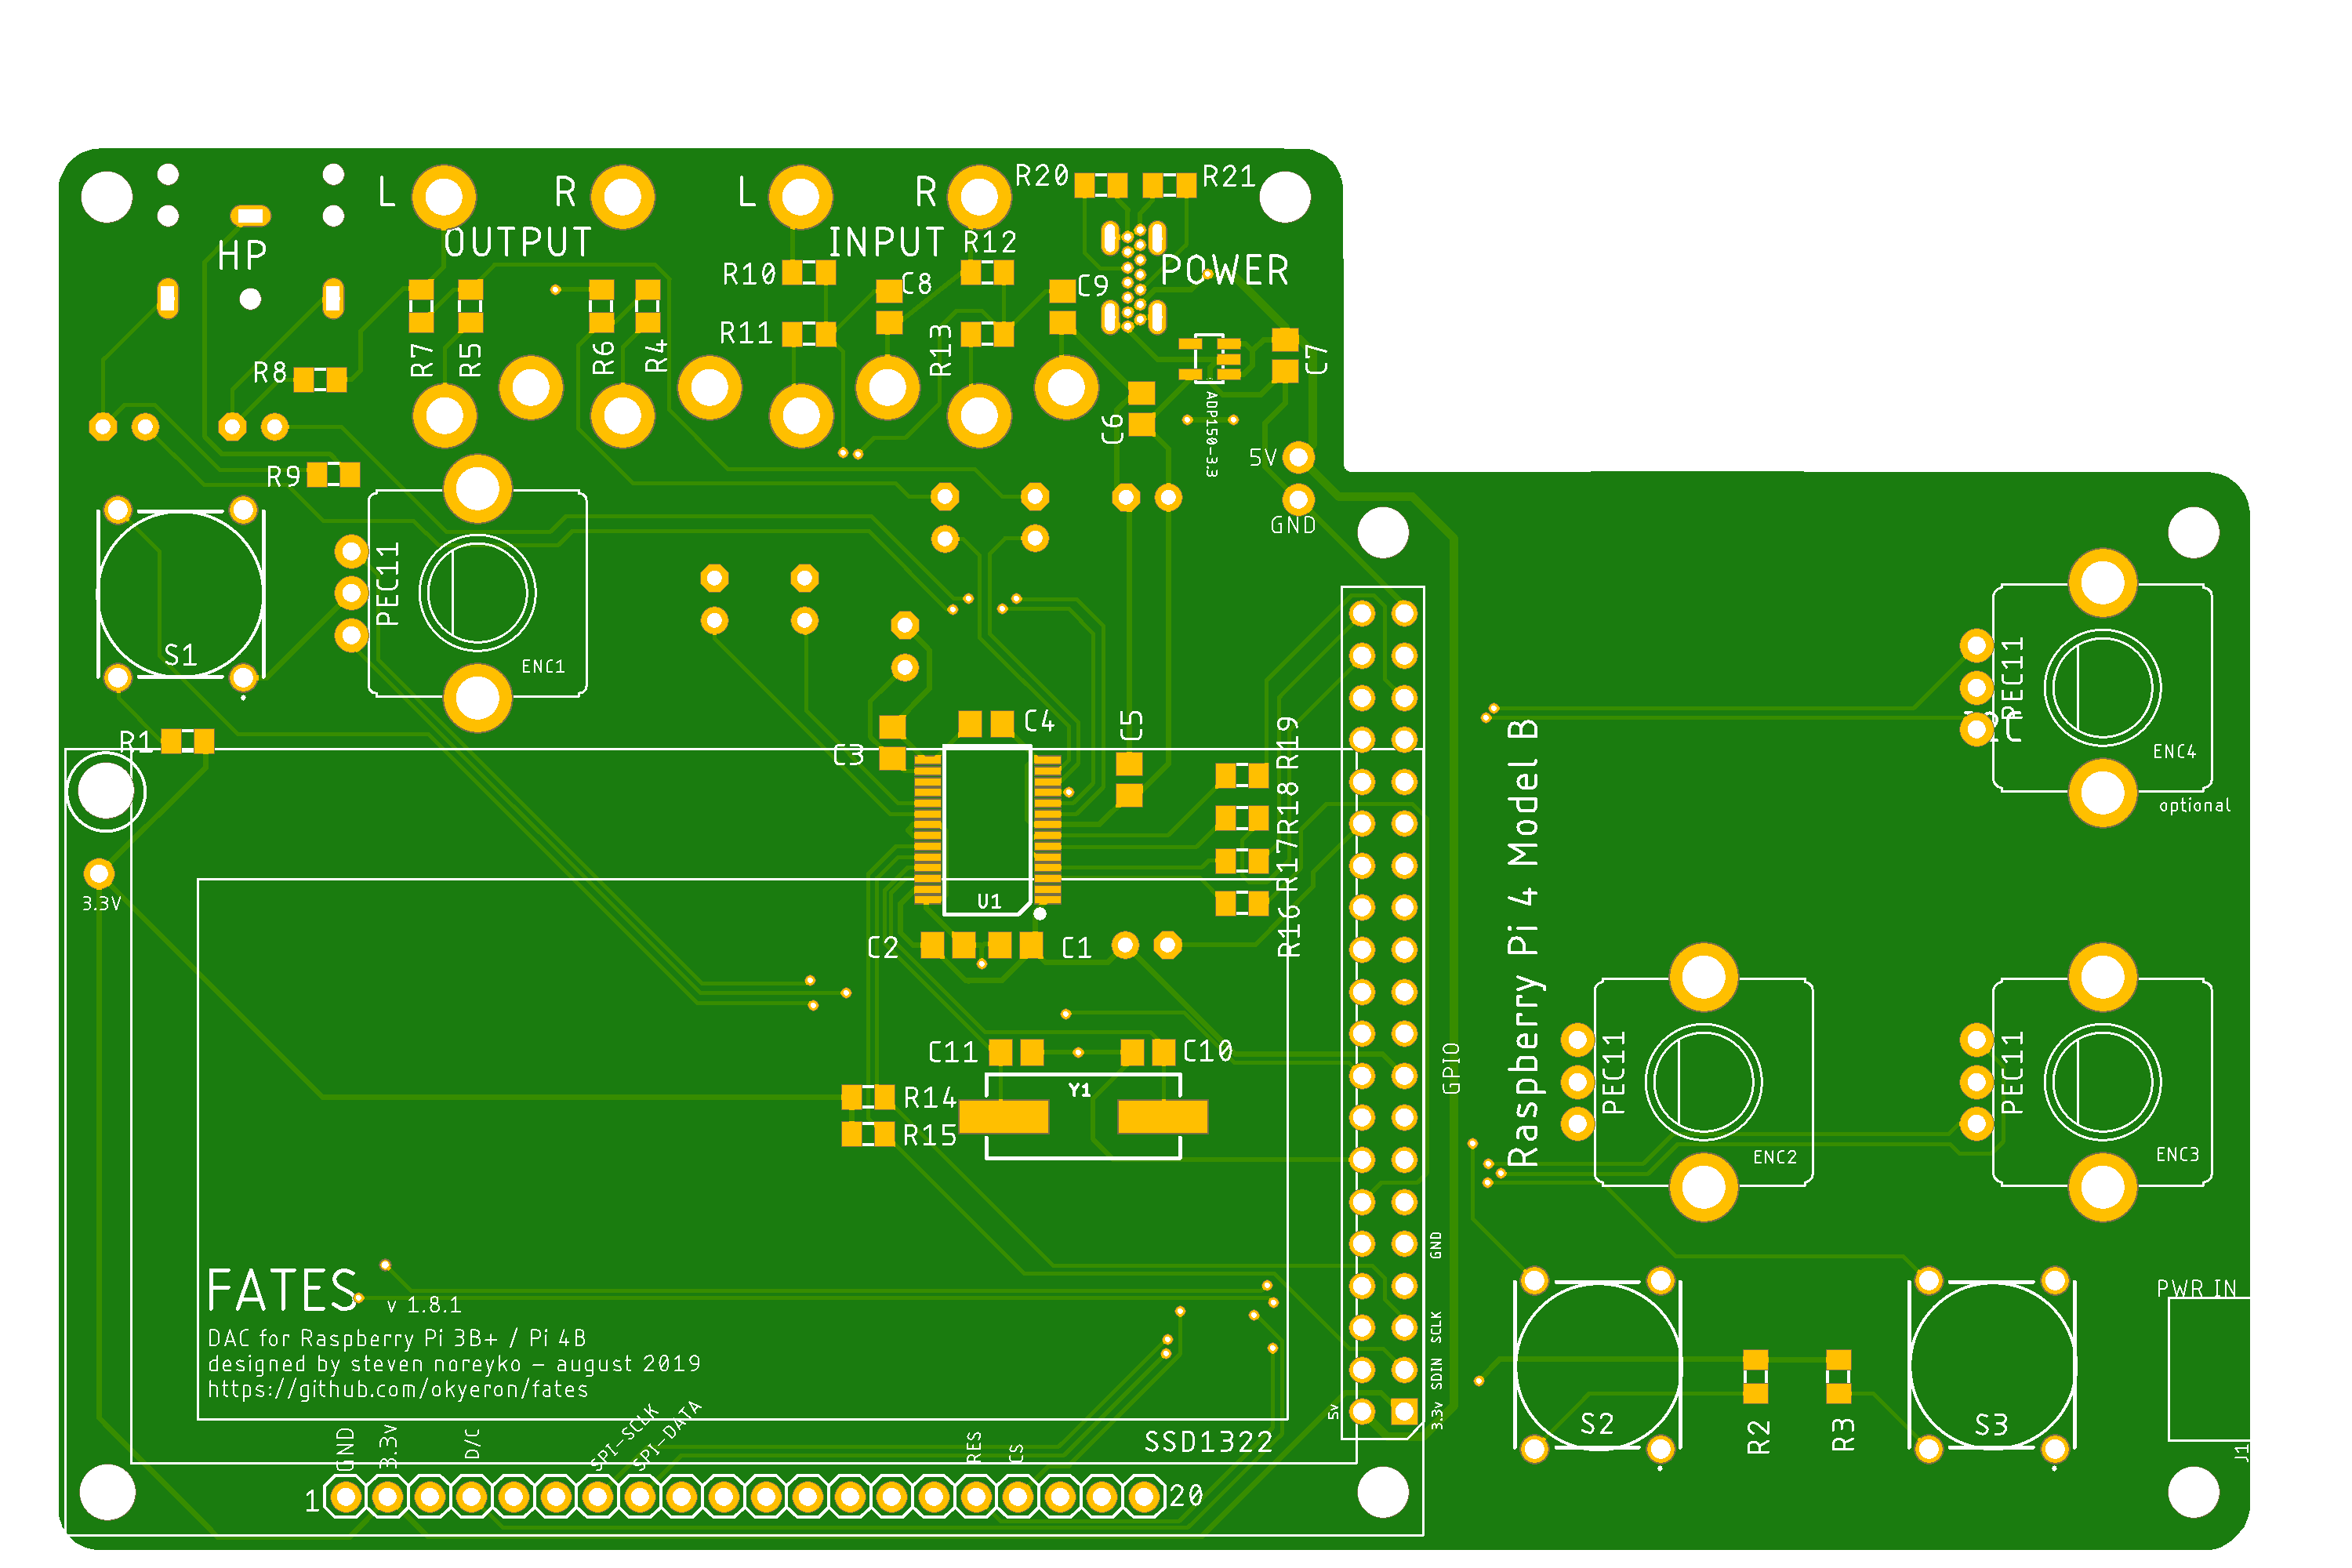 L
R
L
R
R20
R21
HP
OUTPUT
INPUT
R12
POWER
R10
C8
C9
R11
R13
R7
R5
R6
R4
C7
R8
ADP150-3.3
C6
5V
R9
GND
PEC11
S1
ENC1
PEC11
ENC4
optional
R1
C3
C4
C5
R19
R18
R17
R16
3.3V
U1
C2
C1
Raspberry Pi 4 Model B
C11
C10
Y1
R14
R15
GPIO
PEC11
ENC2
PEC11
ENC3
GND
FATES
v 1.8.1
DAC for Raspberry Pi 3B+ / Pi 4B
designed by steven noreyko - august 2019
https://github.com/okyeron/fates
PWR IN
SCLK
SDIN
3.3v
5v
S2
R2
R3
S3
J1
GND
3.3v
D/C
SPI-SCLK
SPI-DATA
RES
CS
SSD1322
1
20